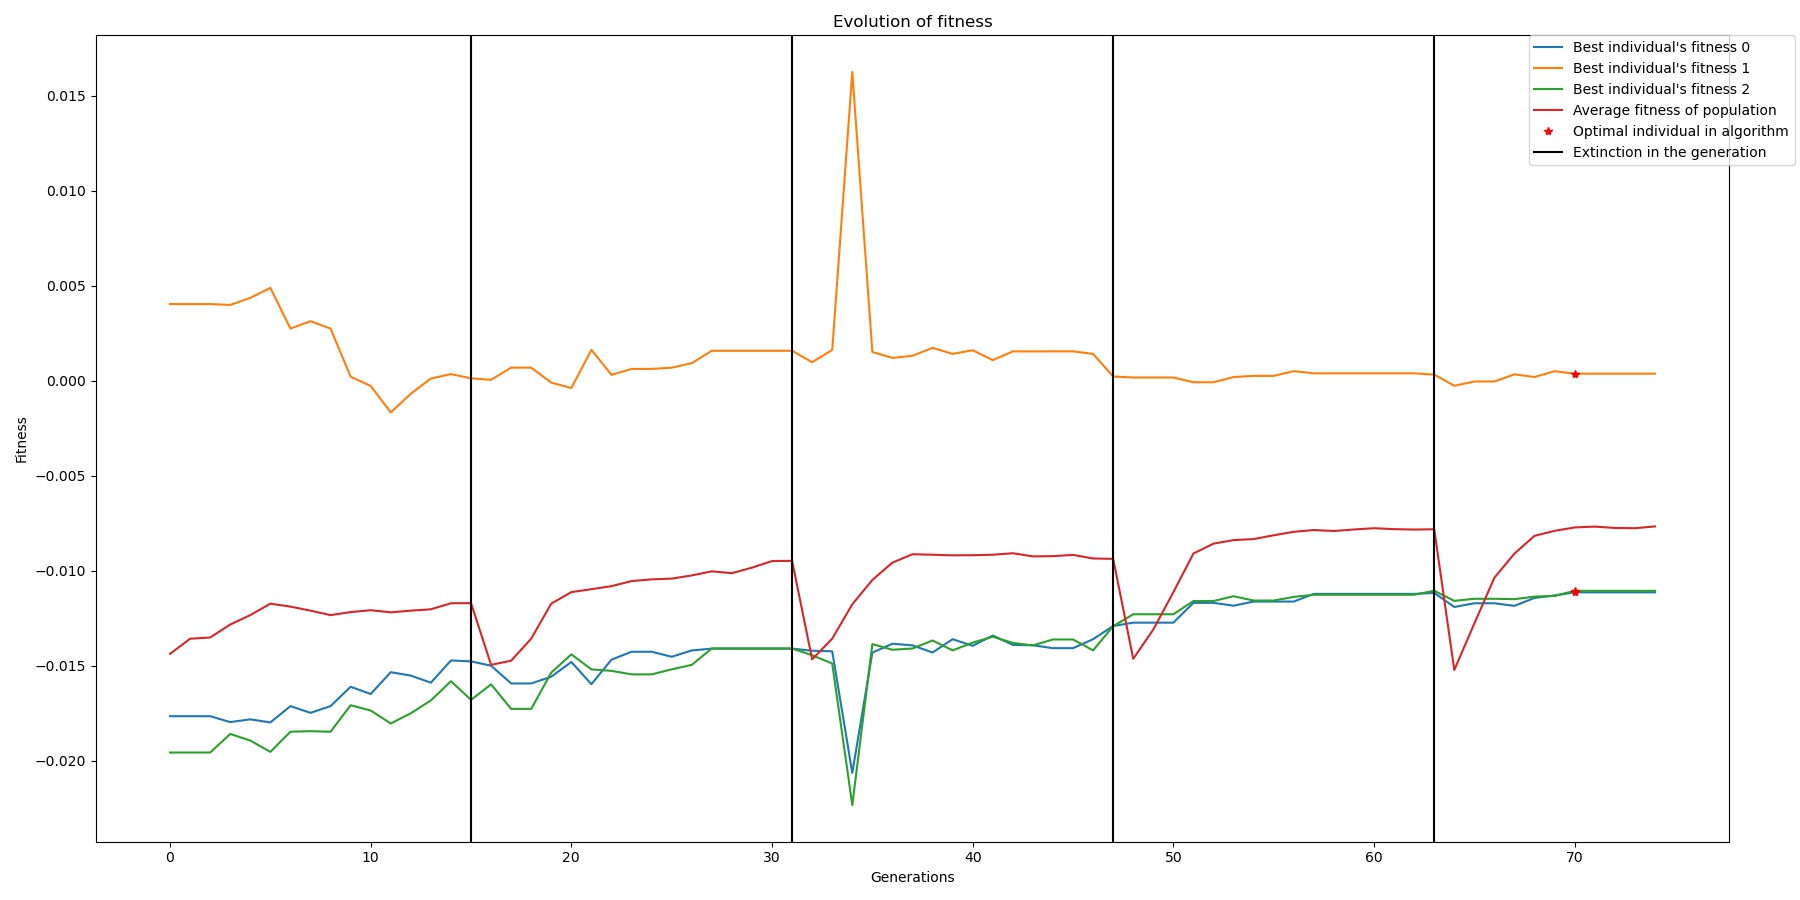 Evolution of fitness
Best individual's fitness 0
Best individual's fitness 1
Best individual's fitness 2
Average fitness of population
Optimal individual in algorithm
Extinction in the generation
0.015
0.010
0.005
0.000
−0.005
−0.010
−0.015
−0.020
Fitness
0 10 20 30 40 50 60 70
Generations